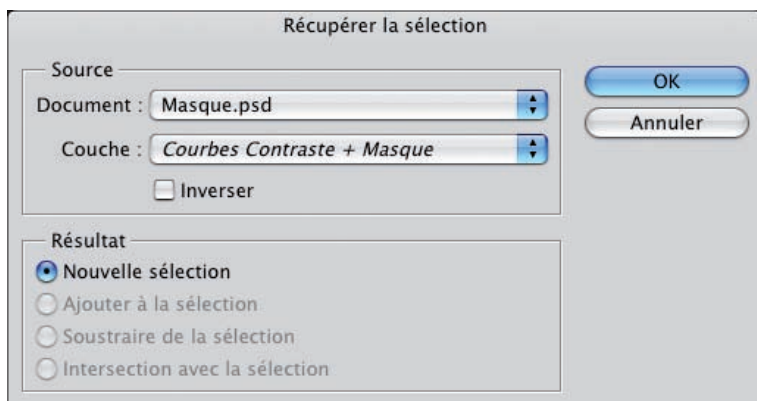 Récupérer la sélection
Source
Document : Masque.psd
Couche : Courbes Contraste + Masque
Inverser
OK
Annuler
Résultat
Nouvelle sélection
Ajouter à la sélection
Soustraire de la sélection
Intersection avec la sélection